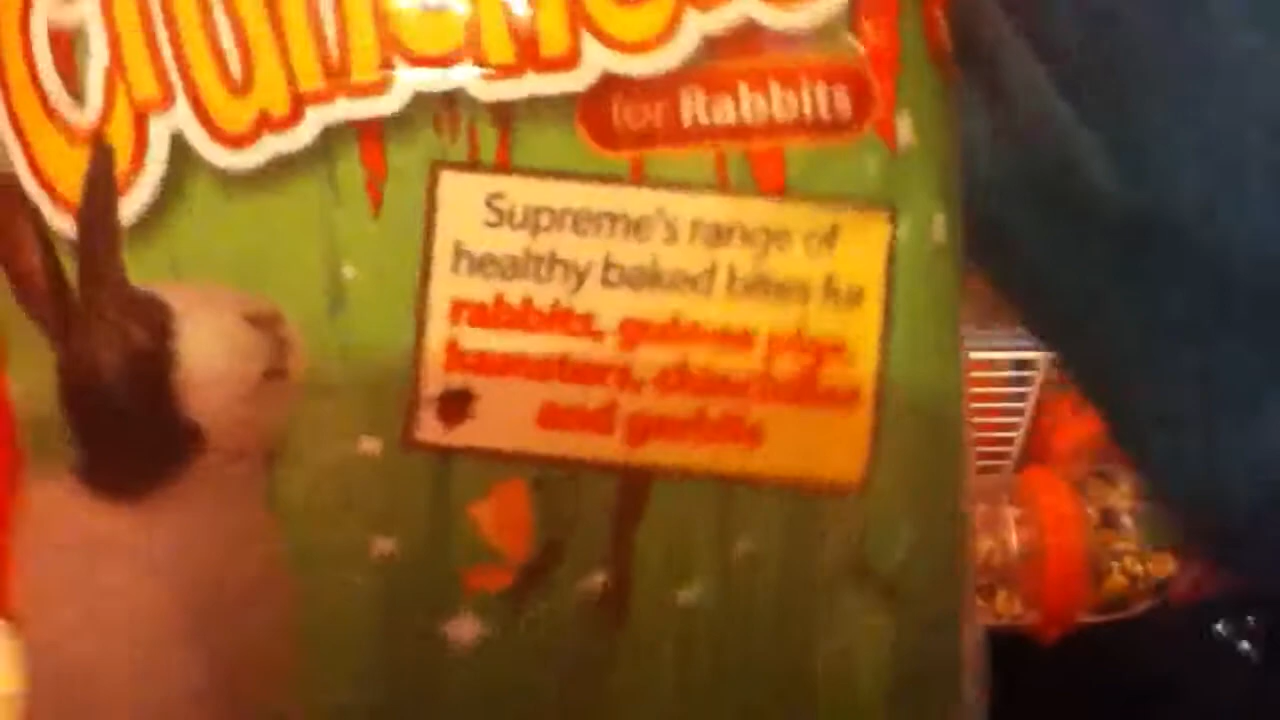 for Rabbits
Supreme's range of
healthy baked bites for
rabbits, guinea pigs,
hamsters, chinchillas
and gerbils